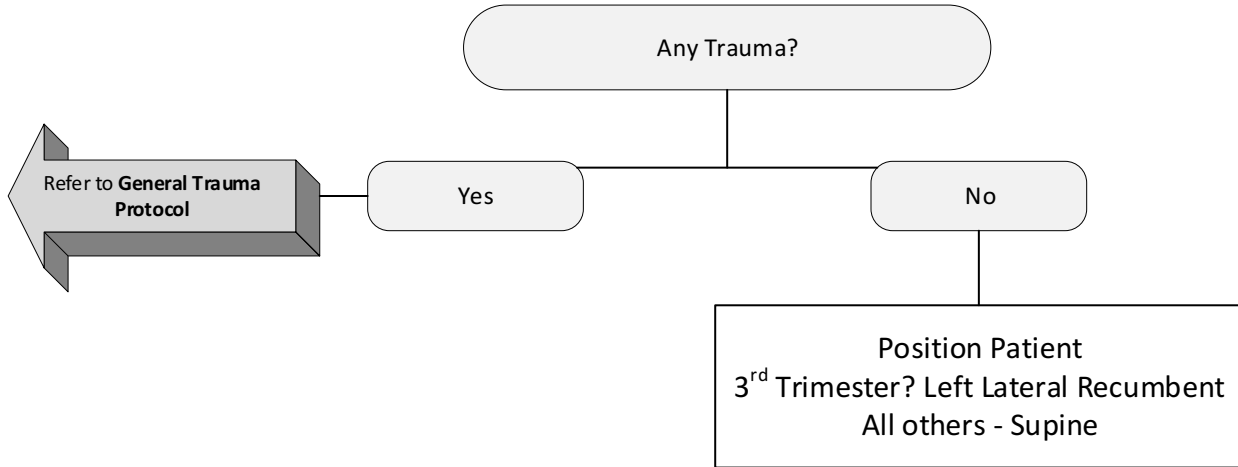 Any Trauma?
Refer to General Trauma
Protocol
Yes
No
Position Patient
3rd Trimester? Left Lateral Recumbent
All others - Supine